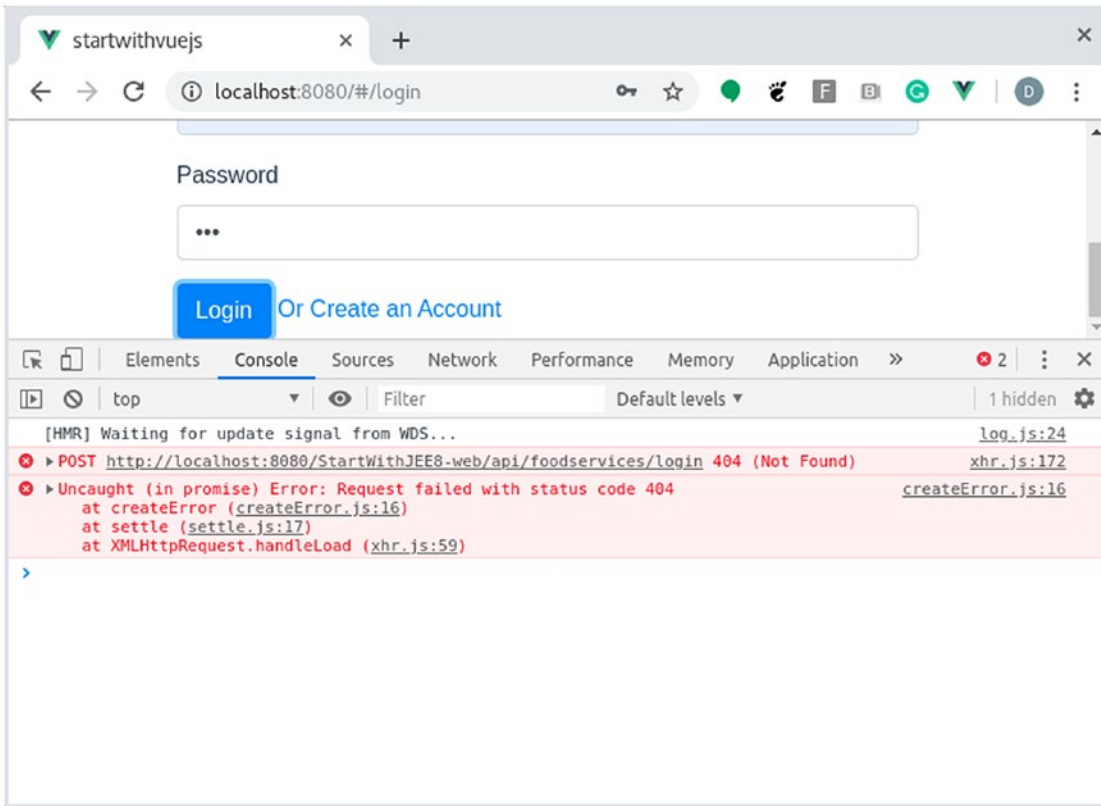 startwithvuejs
localhost:8080/#/login
F
B
G
D
Password
•••
Login Or Create an Account
Elements Console Sources Network Performance Memory Application » 2
top Filter Default levels 1 hidden
[HMR] Waiting for update signal from WDS... log.js:24
POST http://localhost:8080/StartWithJEE8-web/api/foodservices/login 404 (Not Found) xhr.js:172
Uncaught (in promise) Error: Request failed with status code 404 createError.js:16
at createError (createError.js:16)
at settle (settle.js:17)
at XMLHttpRequest.handleLoad (xhr.js:59)